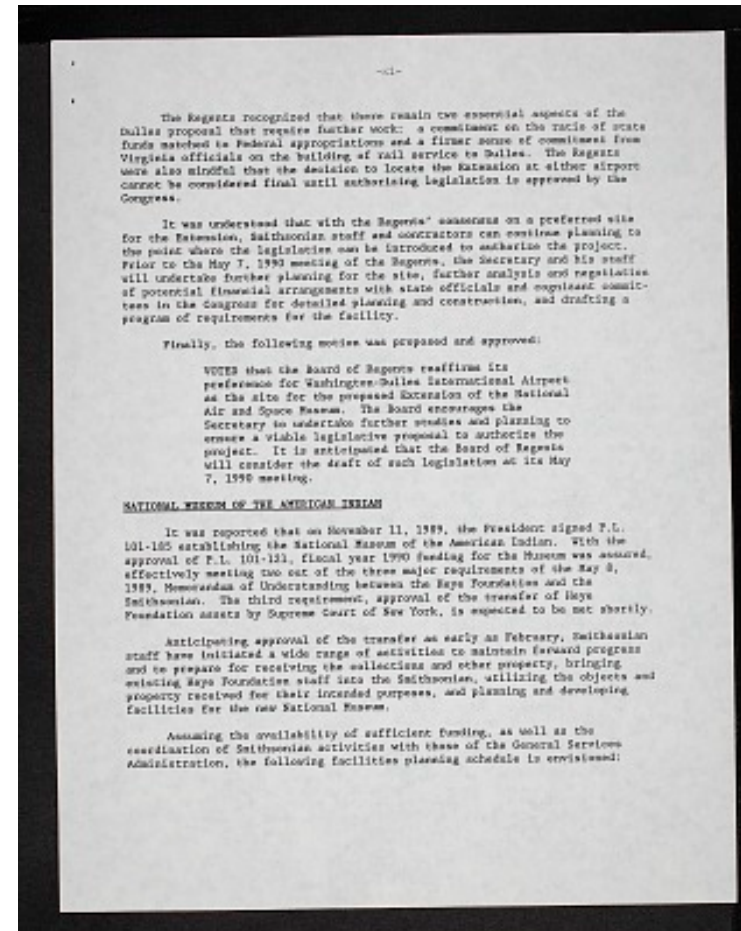 The Regents recognized that there remain two essential aspects of the
Dulles proposal that require further work: a commitment on the ratio of state
funds matched to Federal appropriations and a firmer sense of commitment from
Virginia officials on the building of rail service to Dulles. The Regents
were also mindful that the decision to locate the Extension at either airport
cannot be considered final until authorizing legislation is approved by the
Congress.
It was understood that with the Regents' consensus on a preferred site
for the Extension, Smithsonian staff and contractors can continue planning to
the point where the legislation can be introduced to authorize the project.
Prior to the May 7, 1990 meeting of the Regents, the Secretary and his staff
will undertake further planning for the site, further analysis and negotiation
of potential financial arrangements with state officials and cognizant commit-
tees in the Congress for detailed planning and construction, and drafting a
program of requirements for the facility.
Finally, the following motion was proposed and approved:
VOTED that the Board of Regents reaffirms its
preference for Washington-Dulles International Airport
as the site for the proposed Extension of the National
Air and Space Museum. The Board encourages the
Secretary to undertake further studies and planning to
ensure a viable legislative proposal to authorize the
project. It is anticipated that the Board of Regents
will consider the draft of such legislation at its May
7, 1990 meeting.
NATIONAL MUSEUM OF THE AMERICAN INDIAN
It was reported that on November 11, 1989, the President signed P.L.
101-185 establishing the National Museum of the American Indian. With the
approval of P.L. 101-121, fiscal year 1990 funding for the Museum was assured,
effectively meeting two out of the three major requirements of the May 8,
1989, Memorandum of Understanding between the Heye Foundation and the
Smithsonian. The third requirement, approval of the transfer of Heye
Foundation assets by Supreme Court of New York, is expected to be met shortly.
Anticipating approval of the transfer as early as February, Smithsonian
staff have initiated a wide range of activities to maintain forward progress
and to prepare for receiving the collections and other property, bringing
existing Heye Foundation staff into the Smithsonian, utilizing the objects and
property received for their intended purposes, and planning and developing
facilities for the new National Museum.
Assuming the availability of sufficient funding, as well as the
coordination of Smithsonian activities with those of the General Services
Administration, the following facilities planning schedule is envisioned: